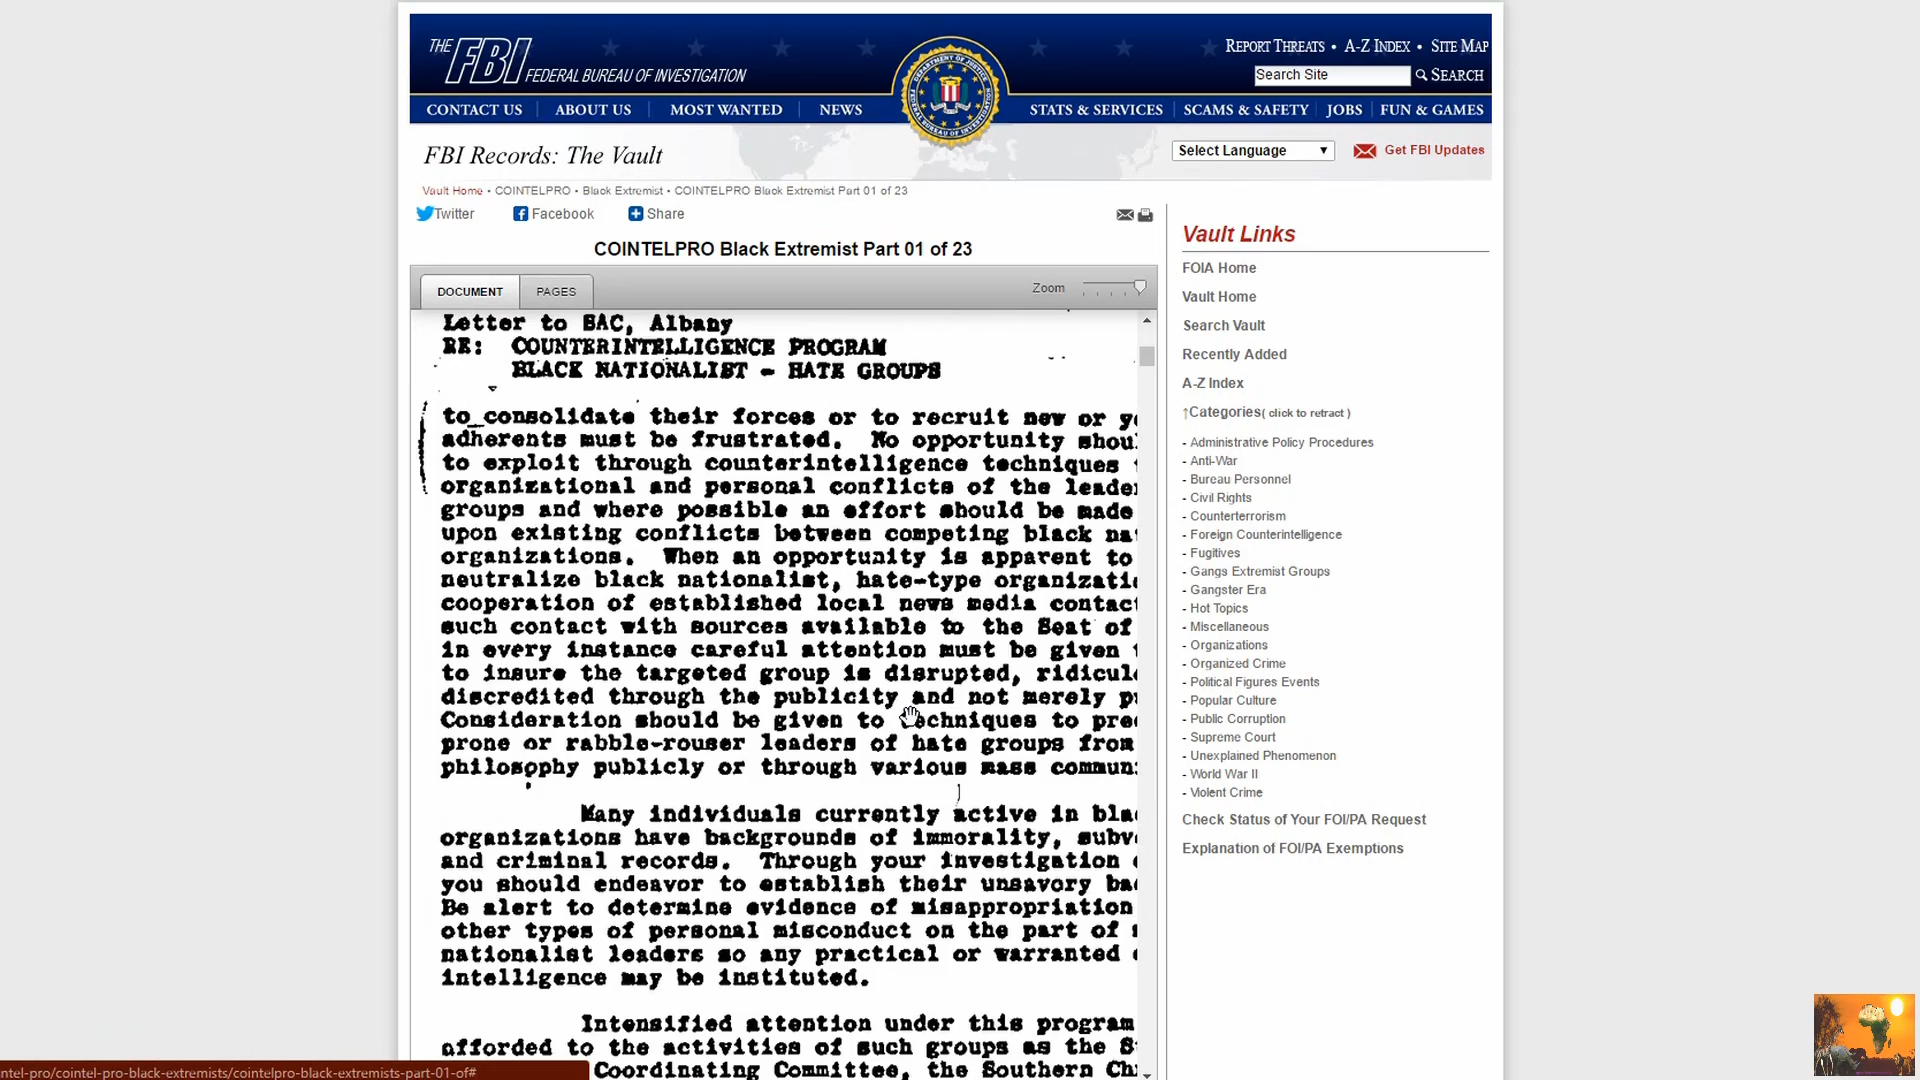 THE FBI FEDERAL BUREAU OF INVESTIGATION
REPORT THREATS • A-Z INDEX • SITE MAP
Search Site SEARCH
CONTACT US ABOUT US MOST WANTED NEWS STATS & SERVICES SCAMS & SAFETY JOBS FUN & GAMES
FBI Records: The Vault
Select Language Get FBI Updates
Vault Home • COINTELPRO • Black Extremist • COINTELPRO Black Extremist Part 01 of 23
Twitter Facebook Share
COINTELPRO Black Extremist Part 01 of 23
DOCUMENT PAGES Zoom
Letter to SAC, Albany
RE: COUNTERINTELLIGENCE PROGRAM
BLACK NATIONALIST - HATE GROUPS
to consolidate their forces or to recruit new or
adherents must be frustrated. No opportunity
to exploit through counterintelligence techniques
organizational and personal conflicts of the
groups and where possible an effort should be made
upon existing conflicts between competing black
organizations. When an opportunity is apparent to
neutralize black nationalist, hate-type
cooperation of established local news media
such contact with sources available to the Seat of
in every instance careful attention must be given
to insure the targeted group is disrupted,
discredited through the publicity and not merely
Consideration should be given to techniques to
prone or rabble-rouser leaders of hate groups from
philosophy publicly or through various mass
Many individuals currently active in
organizations have backgrounds of immorality,
and criminal records. Through your investigation
you should endeavor to establish their unsavory
Be alert to determine evidence of misappropriation
other types of personal misconduct on the part of
nationalist leaders so any practical or warranted
intelligence may be instituted.
Intensified attention under this program
afforded to the activities of such groups as the
Coordinating Committee, the Southern
Vault Links
FOIA Home
Vault Home
Search Vault
Recently Added
A-Z Index
↑Categories( click to retract )
- Administrative Policy Procedures
- Anti-War
- Bureau Personnel
- Civil Rights
- Counterterrorism
- Foreign Counterintelligence
- Fugitives
- Gangs Extremist Groups
- Gangster Era
- Hot Topics
- Miscellaneous
- Organizations
- Organized Crime
- Political Figures Events
- Popular Culture
- Public Corruption
- Supreme Court
- Unexplained Phenomenon
- World War II
- Violent Crime
Check Status of Your FOI/PA Request
Explanation of FOI/PA Exemptions
ntel-pro/cointel-pro-black-extremists/cointelpro-black-extremists-part-01-of#